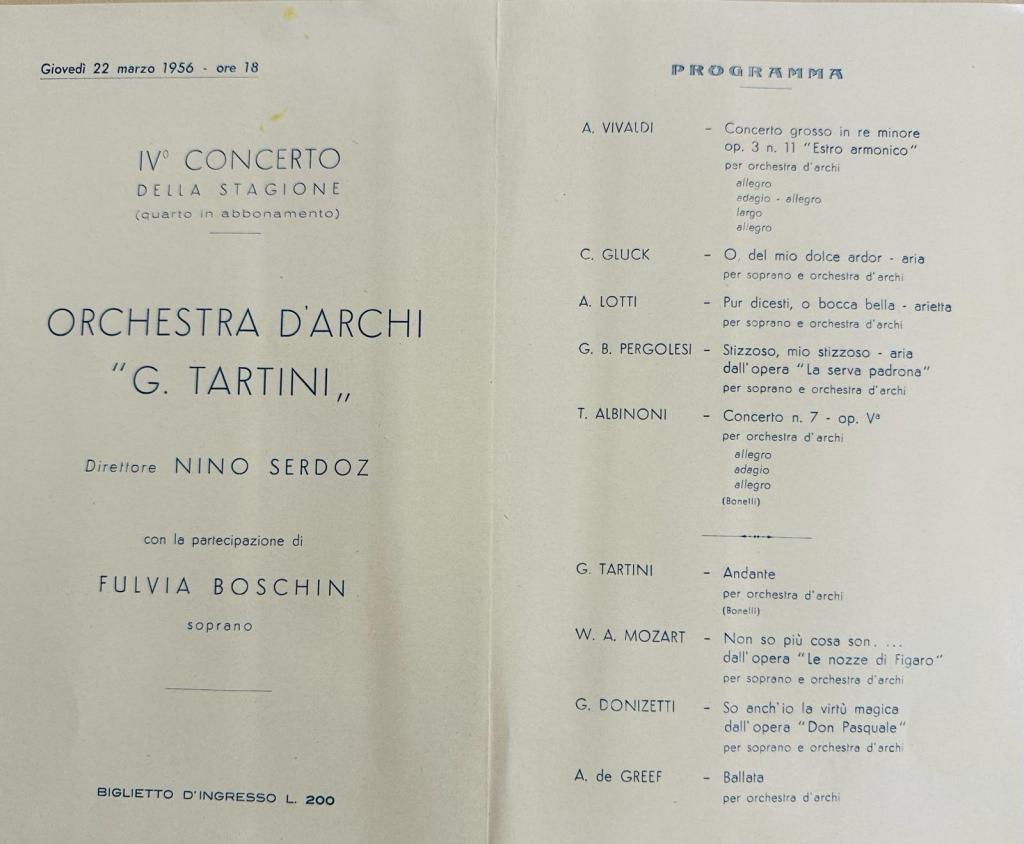 Giovedì 22 marzo 1956 - ore 18
IVº CONCERTO
DELLA STAGIONE
(quarto in abbonamento)
ORCHESTRA D'ARCHI
"G. TARTINI„
Direttore NINO SERDOZ
con la partecipazione di
FULVIA BOSCHIN
soprano
BIGLIETTO D'INGRESSO L. 200
PROGRAMMA
A. VIVALDI - Concerto grosso in re minore
op. 3 n. 11 "Estro armonico"
per orchestra d'archi
allegro
adagio - allegro
largo
allegro
C. GLUCK - O, del mio dolce ardor - aria
per soprano e orchestra d'archi
A. LOTTI - Pur dicesti, o bocca bella - arietta
per soprano e orchestra d'archi
G. B. PERGOLESI - Stizzoso, mio stizzoso - aria
dall'opera "La serva padrona"
per soprano e orchestra d'archi
T. ALBINONI - Concerto n. 7 - op. Vª
per orchestra d'archi
allegro
adagio
allegro
(Bonelli)
G. TARTINI - Andante
per orchestra d'archi
(Bonelli)
W. A. MOZART - Non so più cosa son. ...
dall'opera "Le nozze di Figaro"
per soprano e orchestra d'archi
G. DONIZETTI - So anch'io la virtù magica
dall'opera "Don Pasquale"
per soprano e orchestra d'archi
A. de GREEF - Ballata
per orchestra d'archi